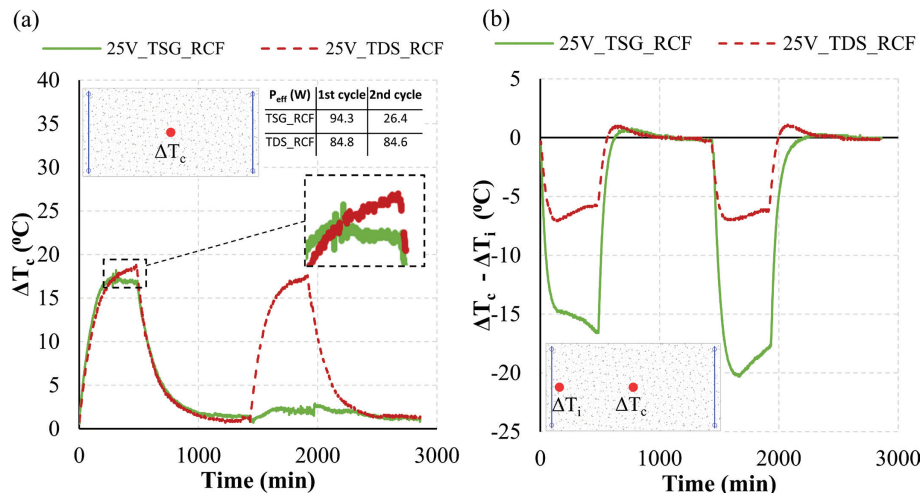 (a)
25V_TSG_RCF 25V_TDS_RCF
40
35
30
25
20
15
10
5
0
ΔTc (ºC)
ΔTc
Peff (W) 1st cycle 2nd cycle
TSG_RCF 94.3 26.4
TDS_RCF 84.8 84.6
0 1000 2000 3000
Time (min)
(b)
25V_TSG_RCF 25V_TDS_RCF
5
0
-5
-10
-15
-20
-25
ΔTc - ΔTi (ºC)
ΔTi ΔTc
0 1000 2000 3000
Time (min)